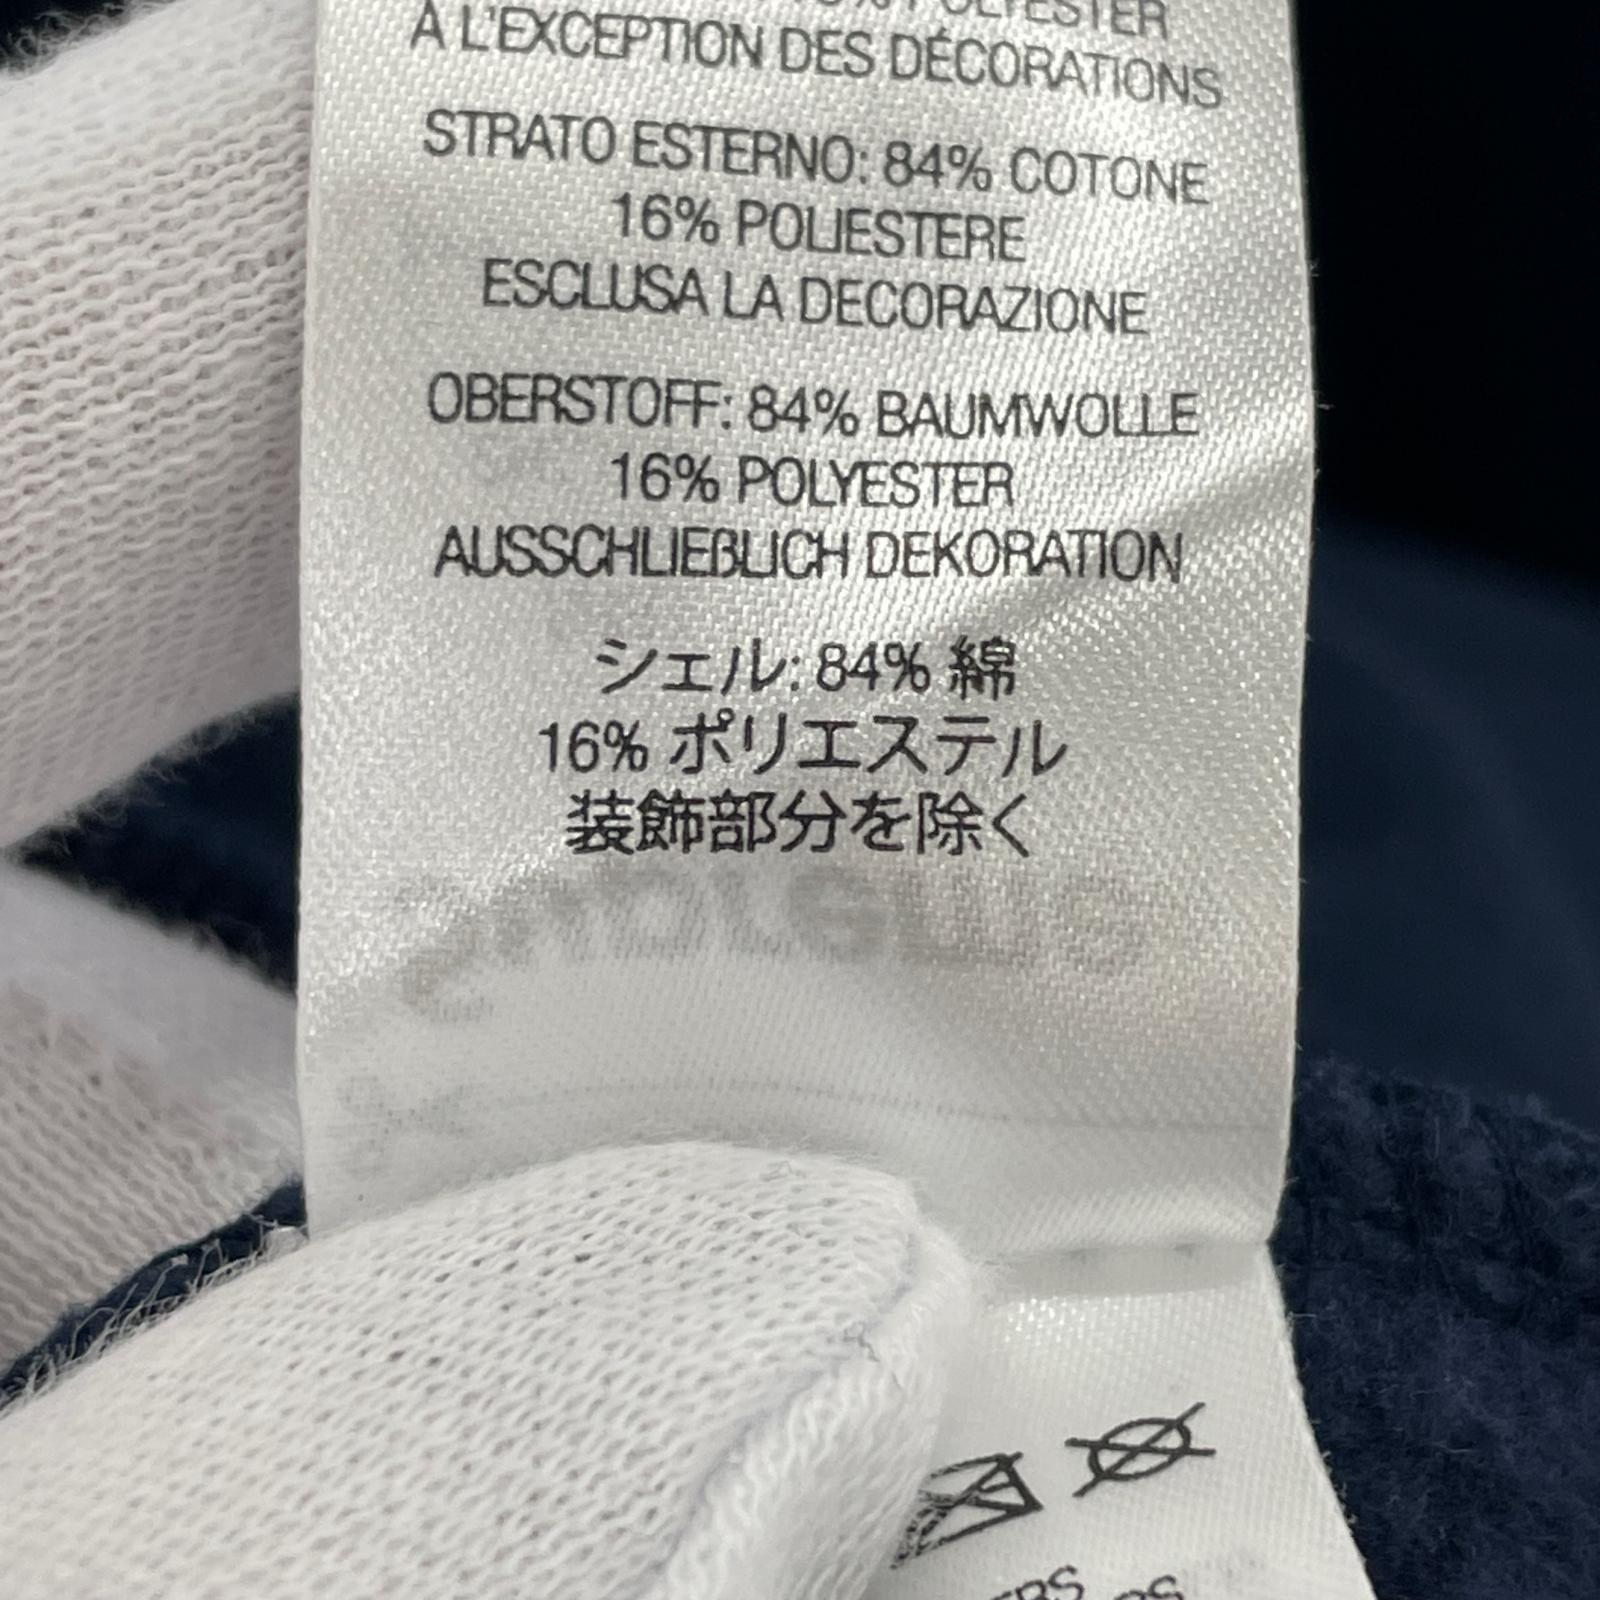 POLYESTER
À L'EXCEPTION DES DÉCORATIONS
STRATO ESTERNO: 84% COTONE
16% POLIESTERE
ESCLUSA LA DECORAZIONE
OBERSTOFF: 84% BAUMWOLLE
16% POLYESTER
AUSSCHLIEßLICH DEKORATION
シェル: 84% 綿
16% ポリエステル
装飾部分を除く